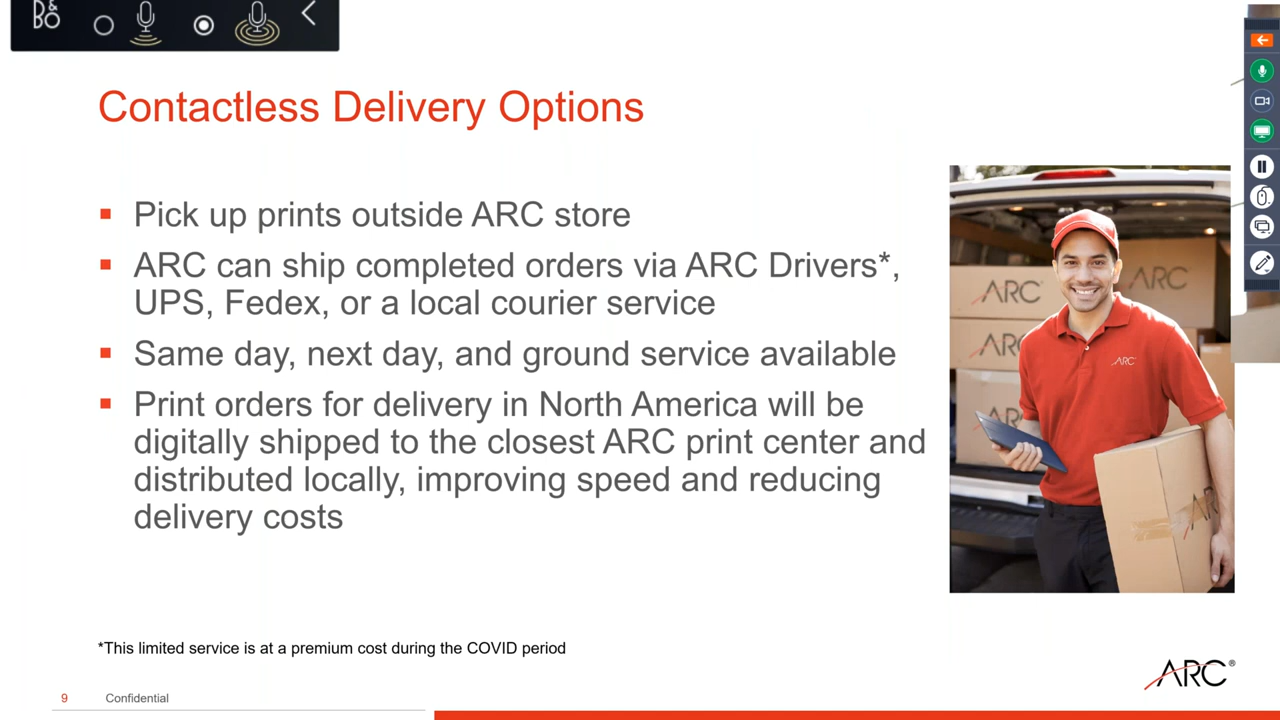 B&O
Contactless Delivery Options
Pick up prints outside ARC store
ARC can ship completed orders via ARC Drivers*,
UPS, Fedex, or a local courier service
Same day, next day, and ground service available
Print orders for delivery in North America will be
digitally shipped to the closest ARC print center and
distributed locally, improving speed and reducing
delivery costs
ARC
ARC
ARC
ARC
ARC
AR
*This limited service is at a premium cost during the COVID period
ARC®
9 Confidential